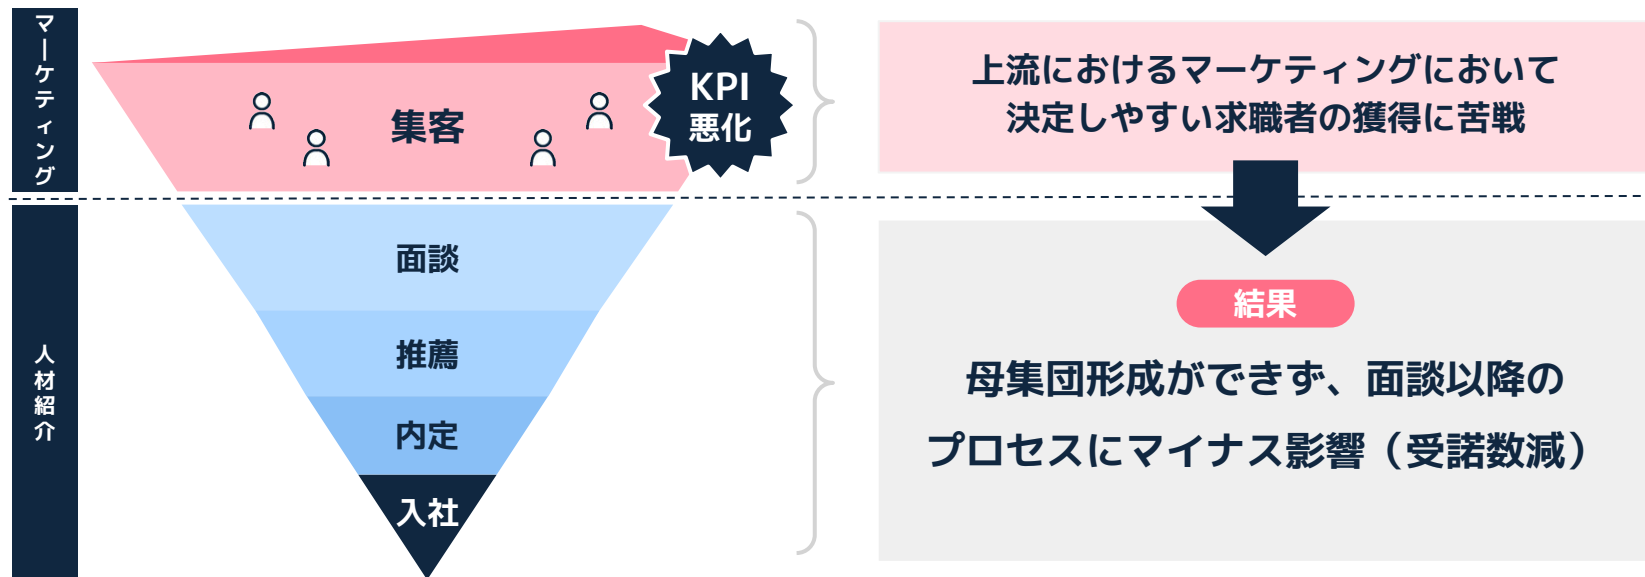 マーケティング
集客
KPI
悪化
上流におけるマーケティングにおいて
決定しやすい求職者の獲得に苦戦
人材紹介
面談
推薦
内定
入社
結果
母集団形成ができず、面談以降の
プロセスにマイナス影響（受諾数減）